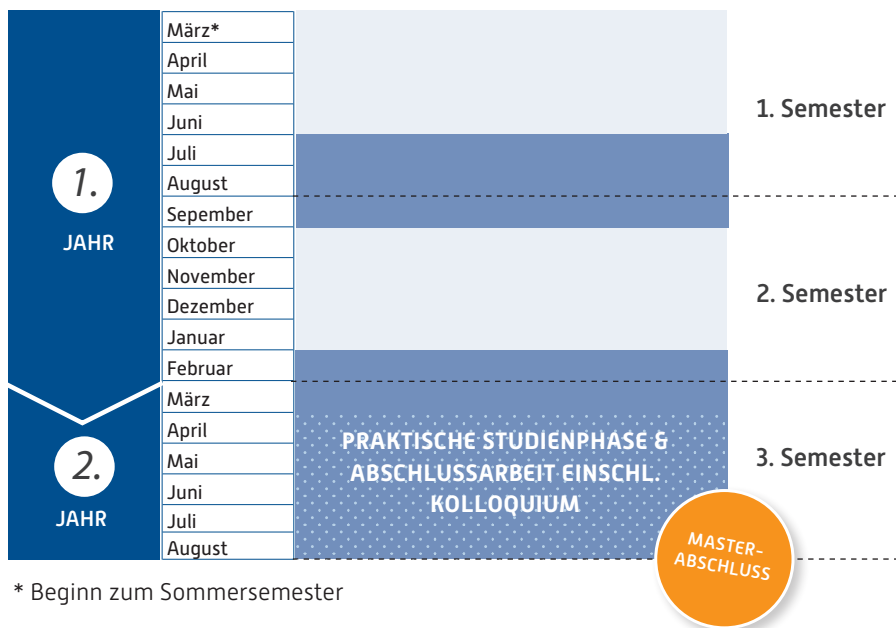 März*
April
Mai
Juni
1. Semester
Juli
August
1.
JAHR
Sepember
Oktober
November
Dezember
2. Semester
Januar
Februar
März
April
Mai
Juni
Juli
August
2.
JAHR
PRAKTISCHE STUDIENPHASE &
ABSCHLUSSARBEIT EINSCHL.
KOLLOQUIUM
3. Semester
MASTER-
ABSCHLUSS
* Beginn zum Sommersemester